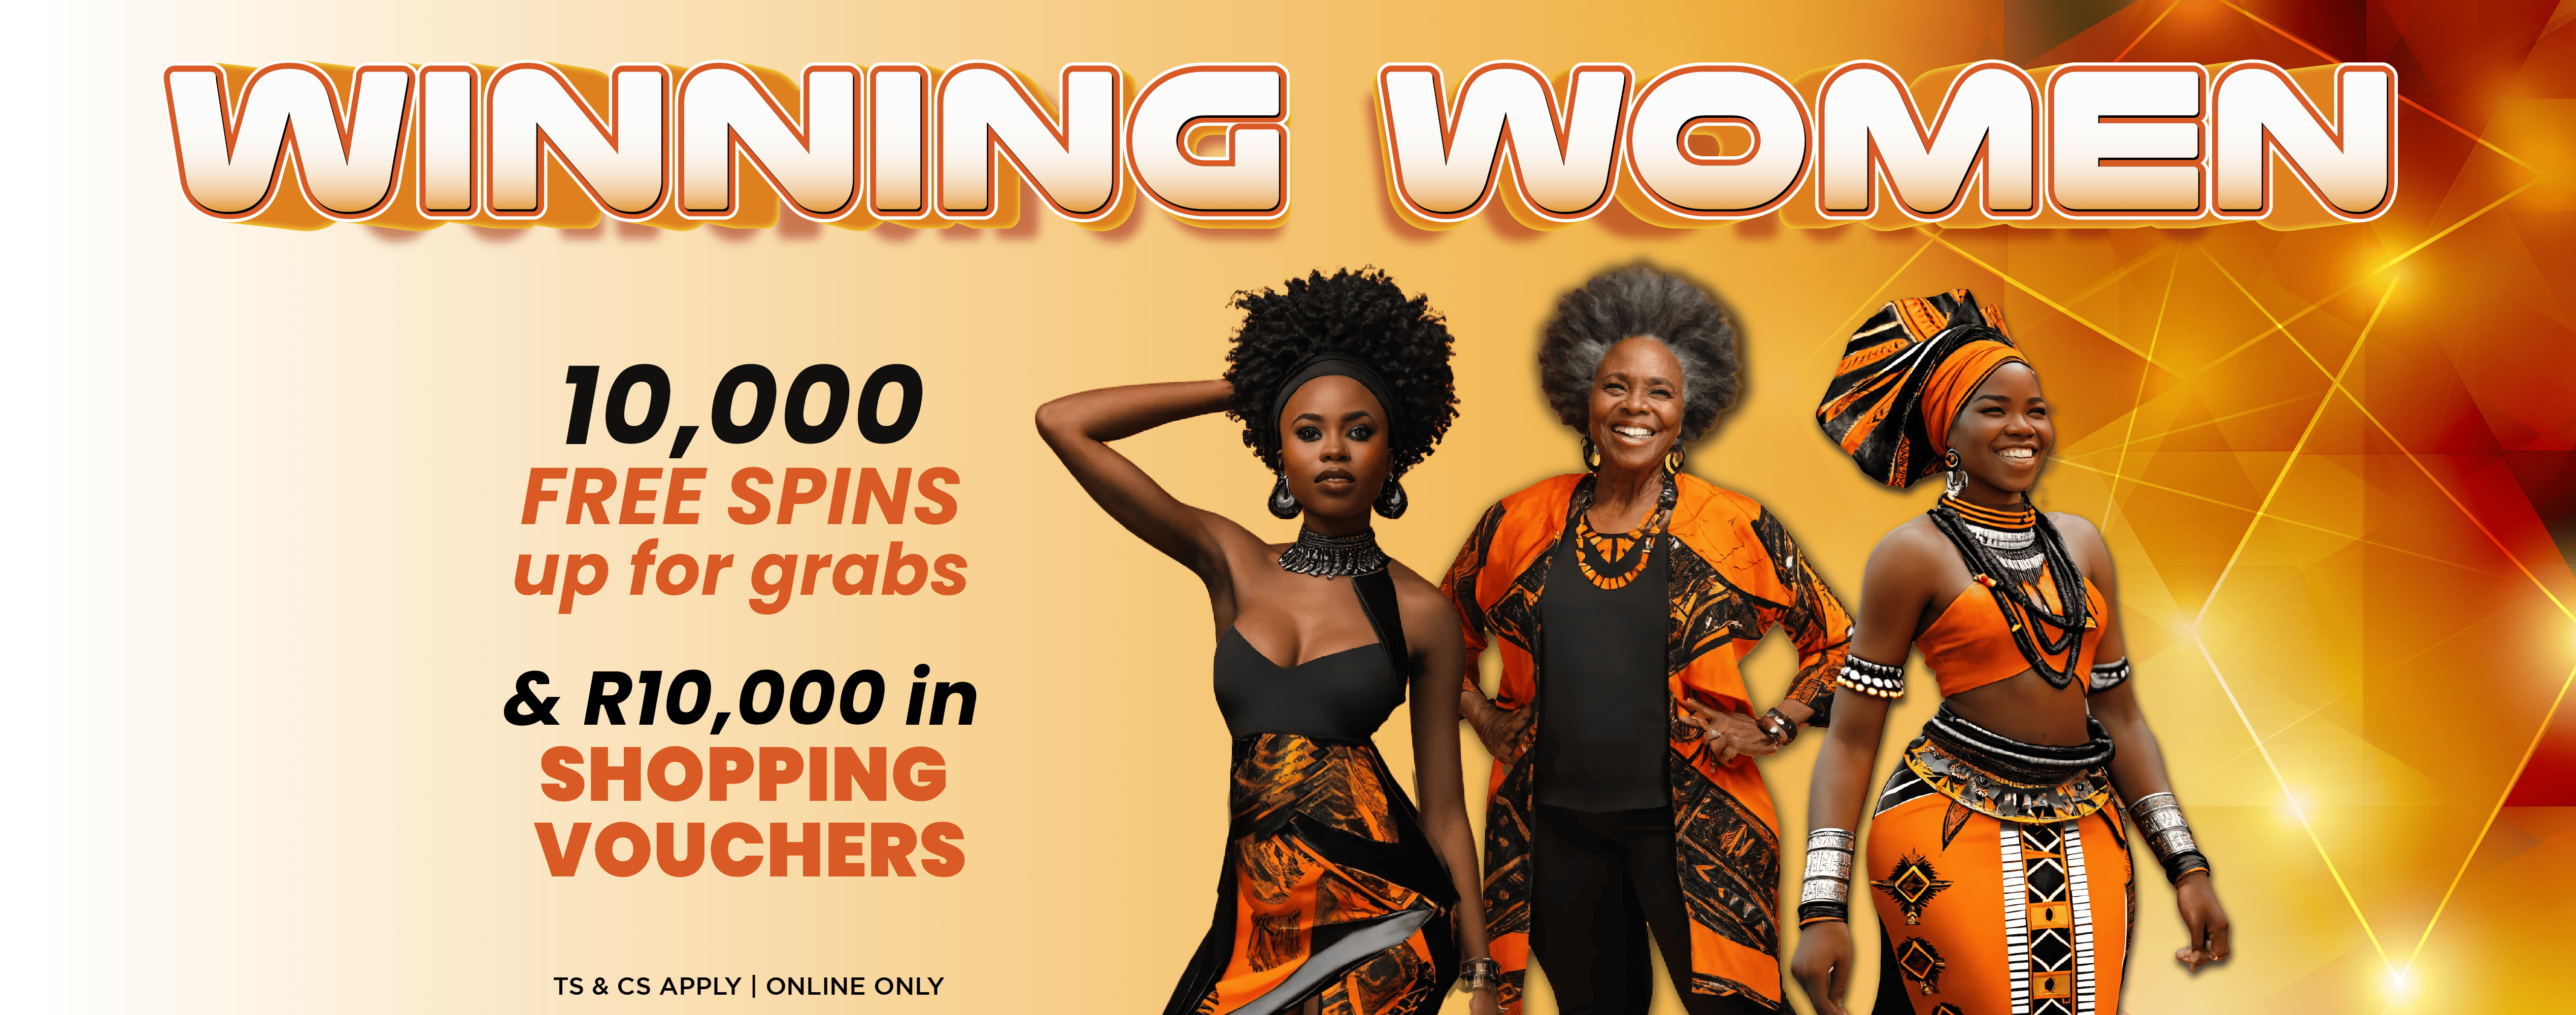 WINNING WOMEN
10,000
FREE SPINS
up for grabs
& R10,000 in
SHOPPING
VOUCHERS
TS & CS APPLY | ONLINE ONLY